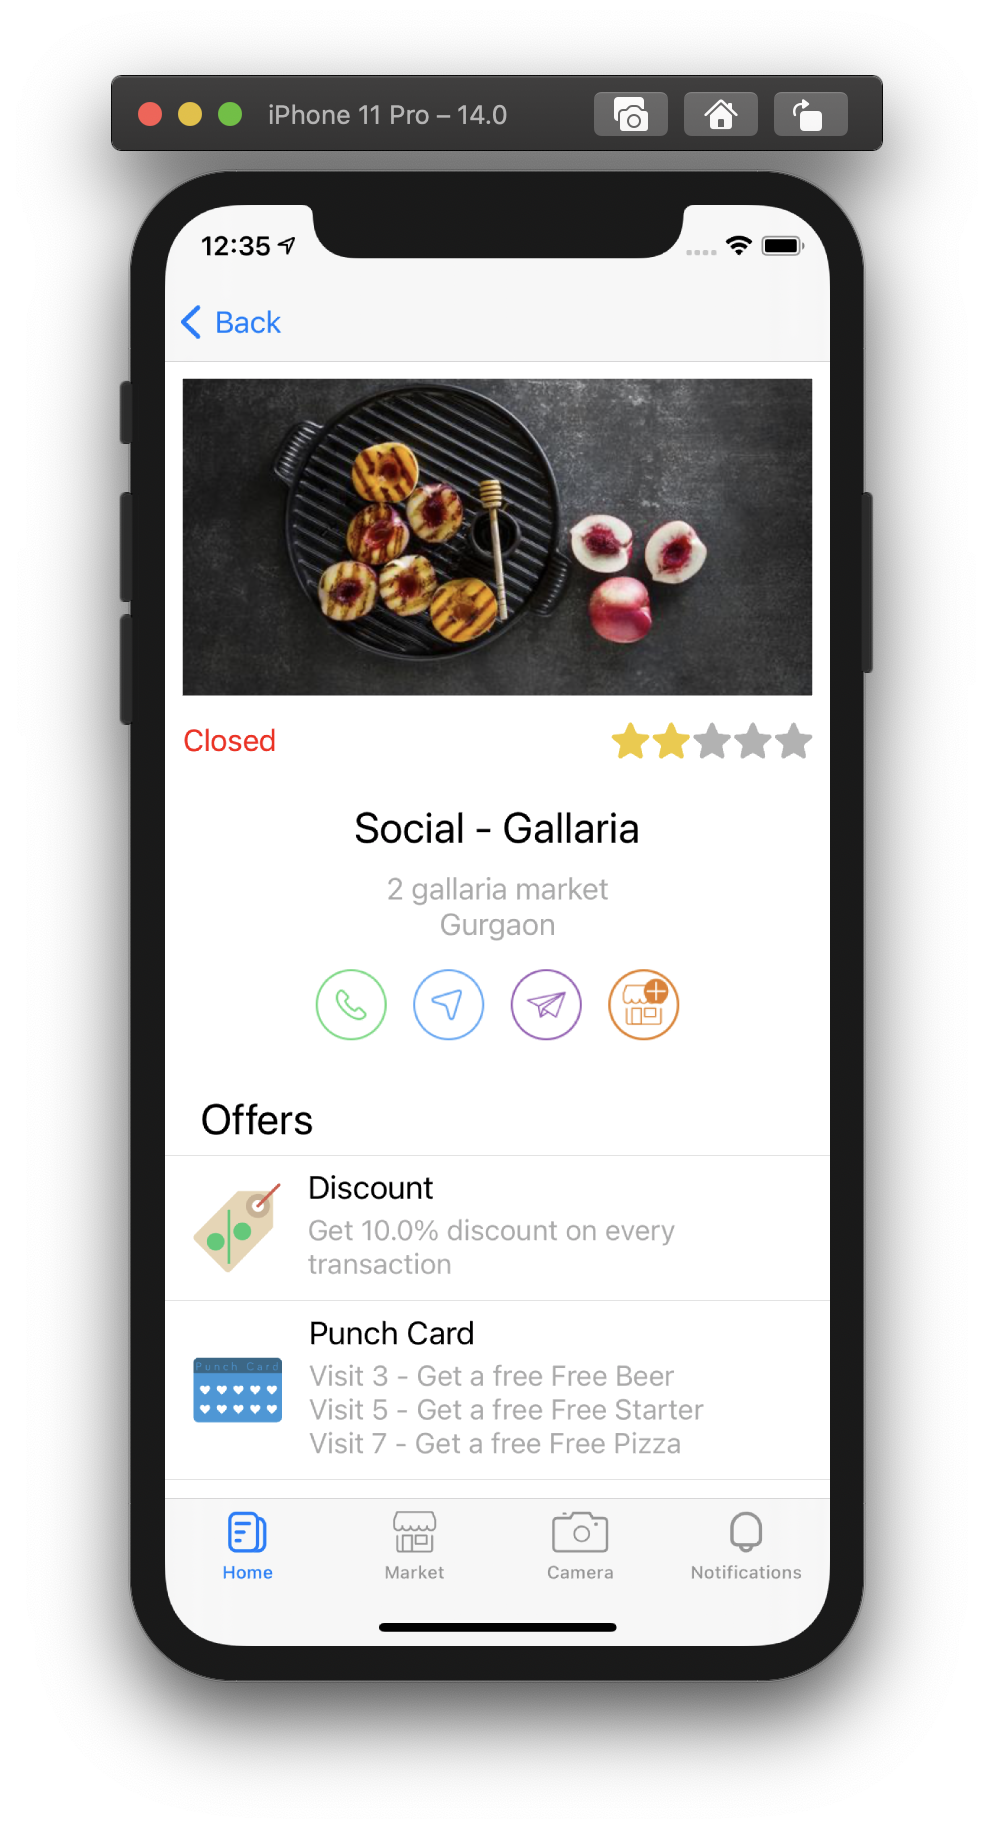 iPhone 11 Pro – 14.0
12:35
Back
Closed
Social - Gallaria
2 gallaria market
Gurgaon
Offers
Discount
Get 10.0% discount on every
transaction
Punch Card
Punch Card
Visit 3 - Get a free Free Beer
Visit 5 - Get a free Free Starter
Visit 7 - Get a free Free Pizza
Home
Market
Camera
Notifications